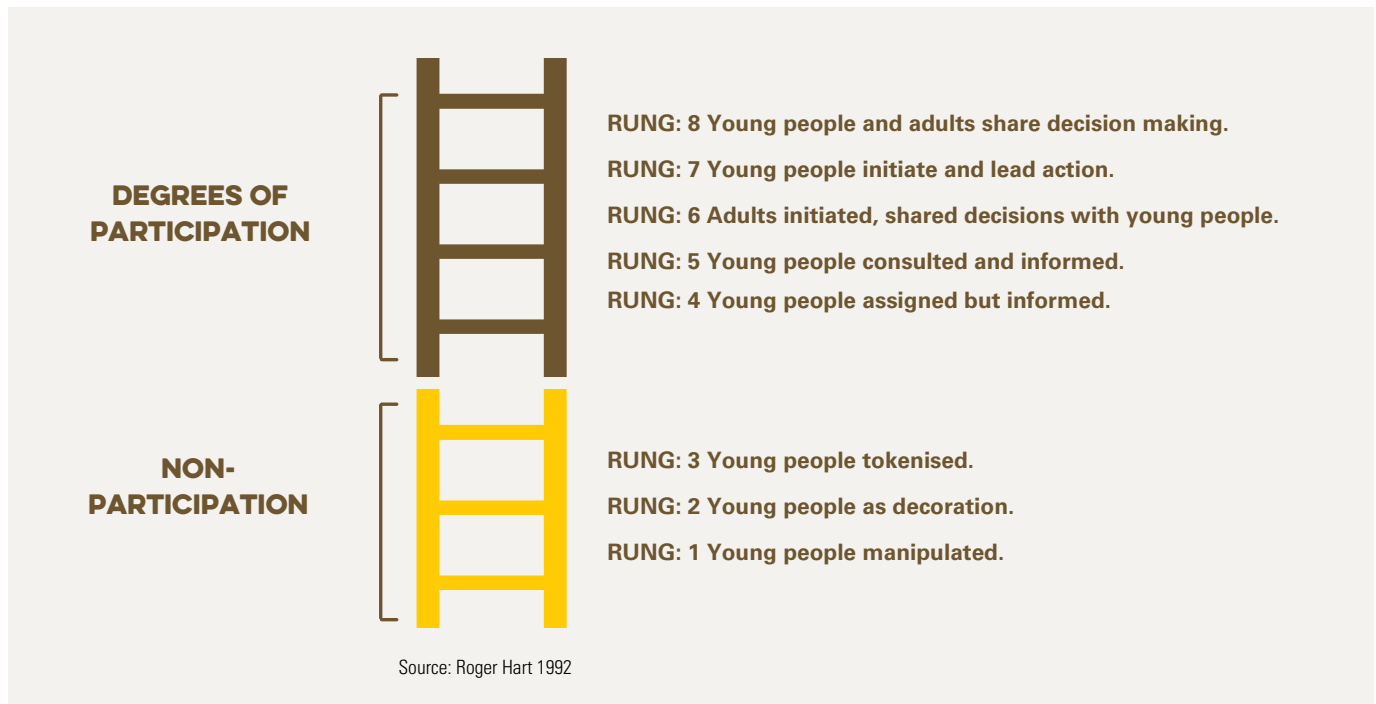 DEGREES OF
PARTICIPATION
RUNG: 8 Young people and adults share decision making.
RUNG: 7 Young people initiate and lead action.
RUNG: 6 Adults initiated, shared decisions with young people.
RUNG: 5 Young people consulted and informed.
RUNG: 4 Young people assigned but informed.
NON-
PARTICIPATION
RUNG: 3 Young people tokenised.
RUNG: 2 Young people as decoration.
RUNG: 1 Young people manipulated.
Source: Roger Hart 1992